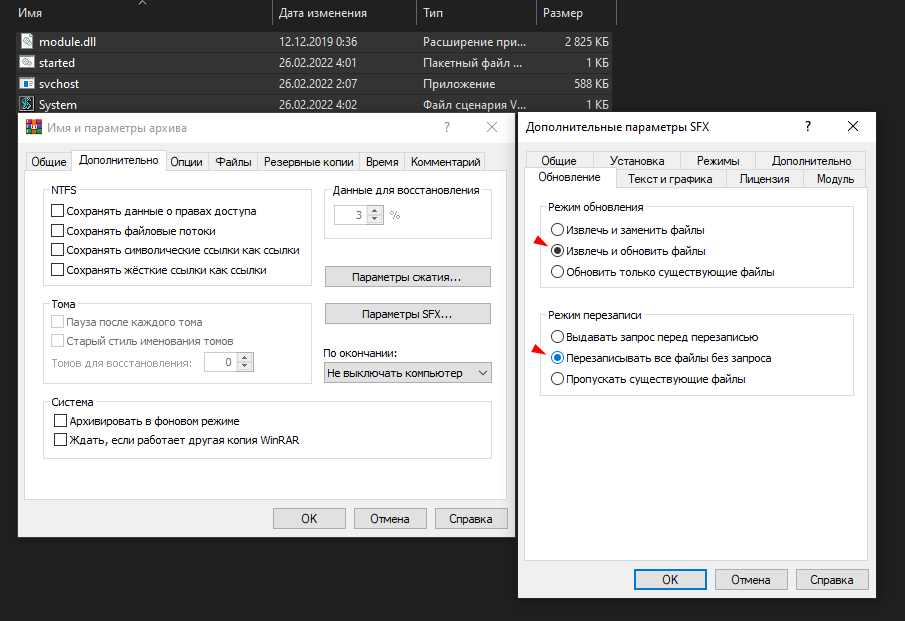 Имя Дата изменения Тип Размер
module.dll 12.12.2019 0:36 Расширение при... 2 825 КБ
started 26.02.2022 4:01 Пакетный файл ... 1 КБ
svchost 26.02.2022 2:07 Приложение 588 КБ
System 26.02.2022 4:02 Файл сценария V... 1 КБ
Имя и параметры архива ?
Общие Дополнительно Опции Файлы Резервные копии Время Комментарий
NTFS
Сохранять данные о правах доступа
Сохранять файловые потоки
Сохранять символические ссылки как ссылки
Сохранять жёсткие ссылки как ссылки
Данные для восстановления
3 %
Параметры сжатия...
Параметры SFX...
Тома
Пауза после каждого тома
Старый стиль именования томов
Томов для восстановления: 0
По окончании:
Не выключать компьютер
Система
Архивировать в фоновом режиме
Ждать, если работает другая копия WinRAR
OK Отмена Справка
Дополнительные параметры SFX ?
Общие Установка Режимы Дополнительно
Обновление Текст и графика Лицензия Модуль
Режим обновления
Извлечь и заменить файлы
Извлечь и обновить файлы
Обновить только существующие файлы
Режим перезаписи
Выдавать запрос перед перезаписью
Перезаписывать все файлы без запроса
Пропускать существующие файлы
OK Отмена Справка